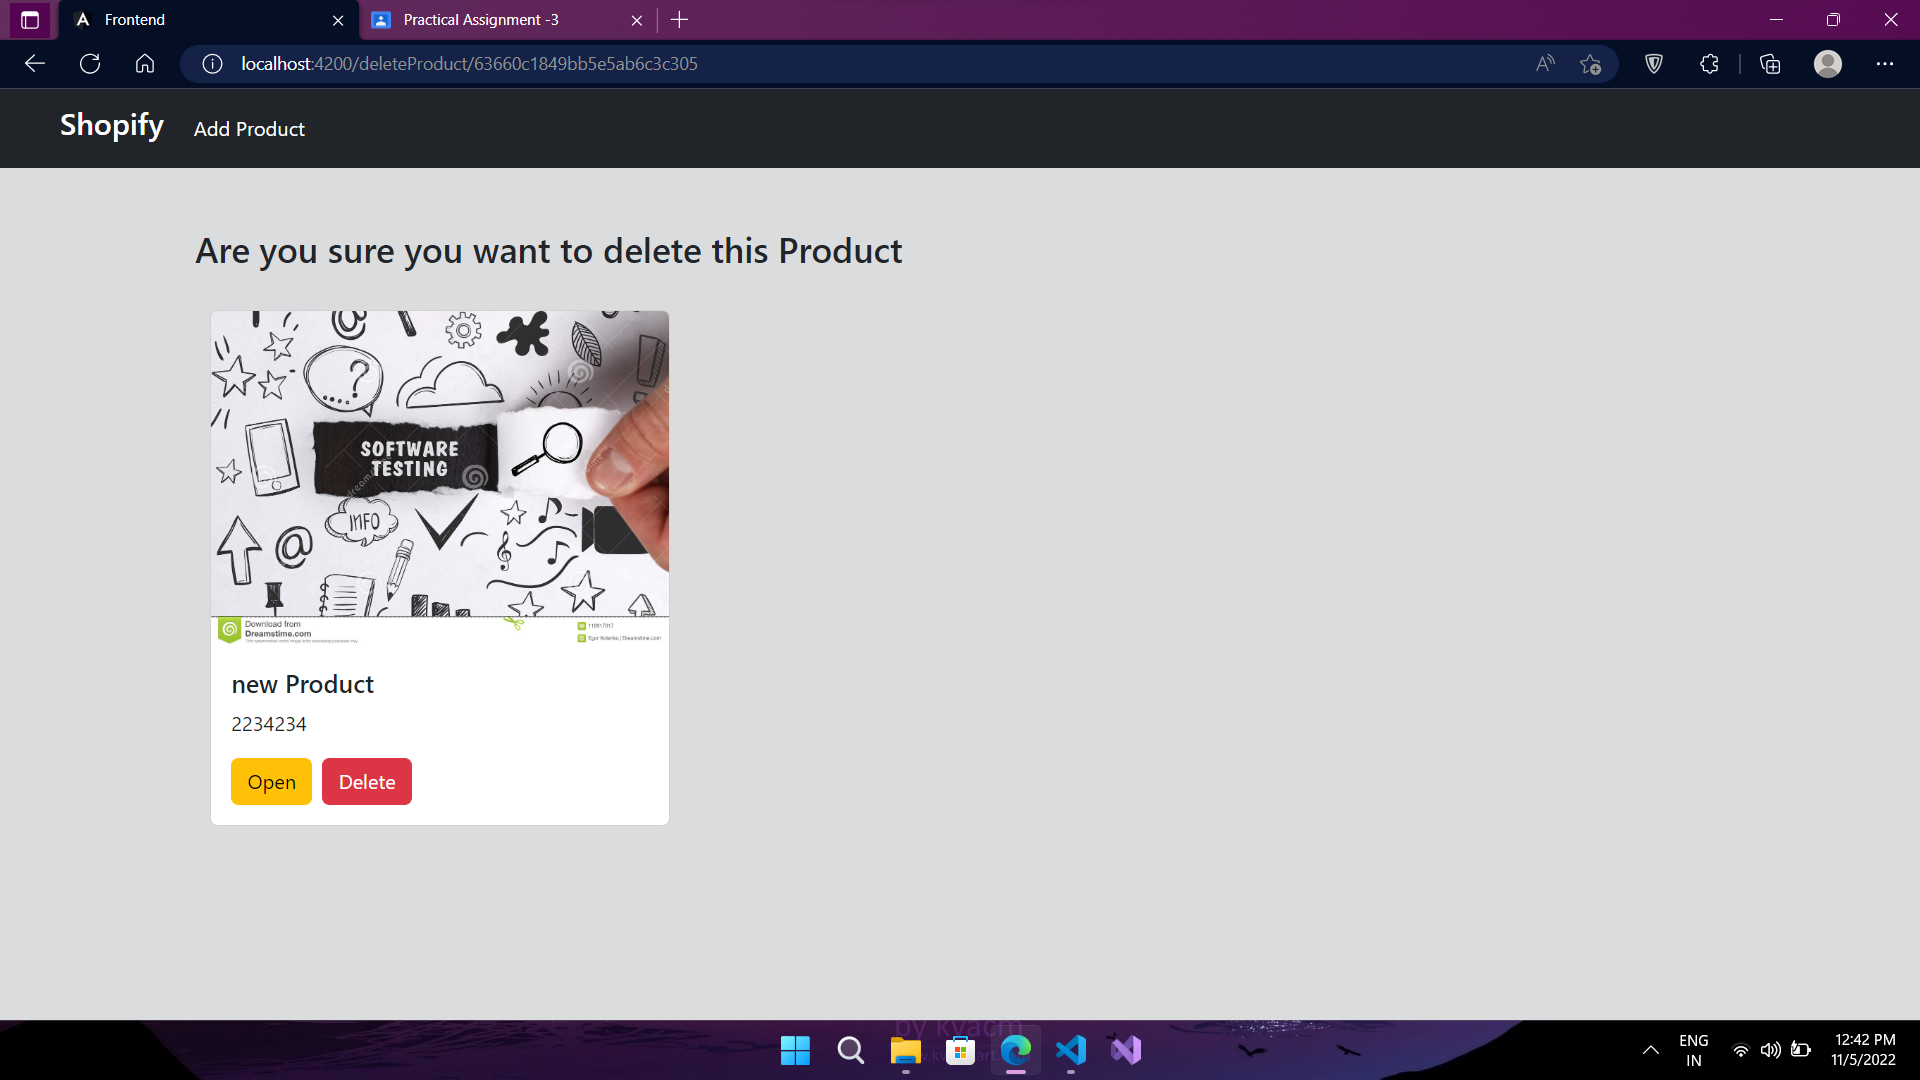 Frontend
Practical Assignment -3
localhost:4200/deleteProduct/63660c1849bb5e5ab6c3c305
Shopify
Add Product
Are you sure you want to delete this Product
SOFTWARE
TESTING
INFO
Download from
Dreamstime.com
new Product
2234234
Open
Delete
by kvacm
ENG
IN
12:42 PM
11/5/2022